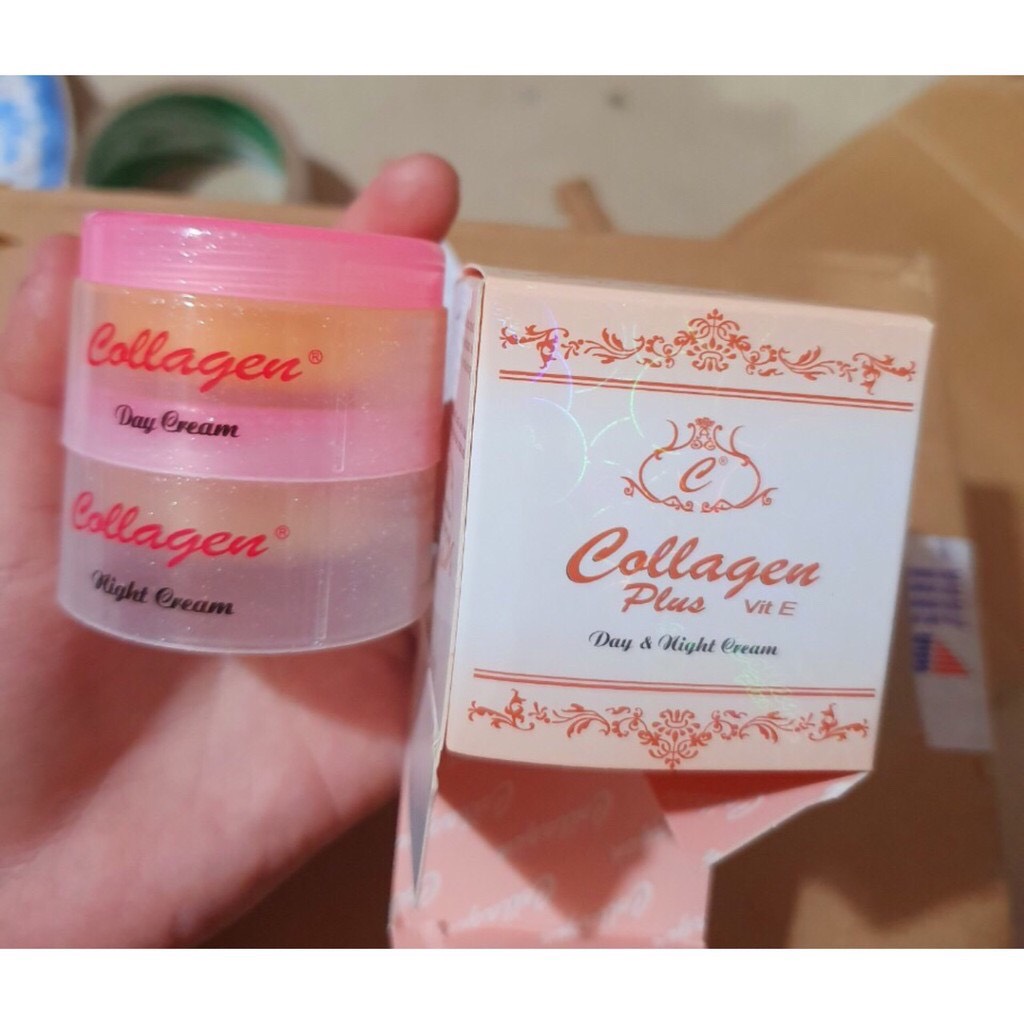 Collagen®
Day Cream
Collagen®
Night Cream
C®
Collagen
Plus Vit E
Day & Night Cream